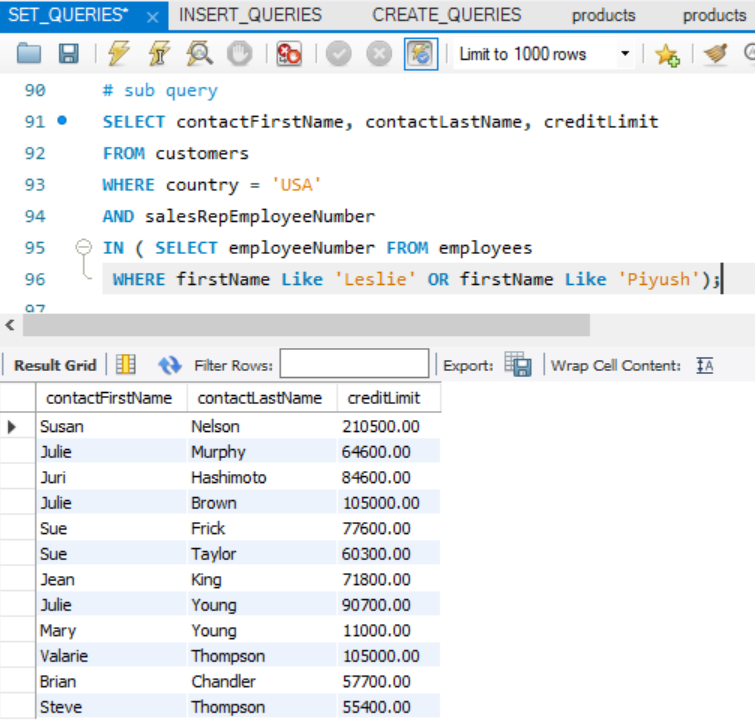 SET_QUERIES* × INSERT_QUERIES CREATE_QUERIES products products
Limit to 1000 rows
90 # sub query
91 SELECT contactFirstName, contactLastName, creditLimit
92 FROM customers
93 WHERE country = 'USA'
94 AND salesRepEmployeeNumber
95 IN ( SELECT employeeNumber FROM employees
96 WHERE firstName Like 'Leslie' OR firstName Like 'Piyush');
97
Result Grid Filter Rows: Export: Wrap Cell Content: IA
contactFirstName contactLastName creditLimit
Susan Nelson 210500.00
Julie Murphy 64600.00
Juri Hashimoto 84600.00
Julie Brown 105000.00
Sue Frick 77600.00
Sue Taylor 60300.00
Jean King 71800.00
Julie Young 90700.00
Mary Young 11000.00
Valarie Thompson 105000.00
Brian Chandler 57700.00
Steve Thompson 55400.00